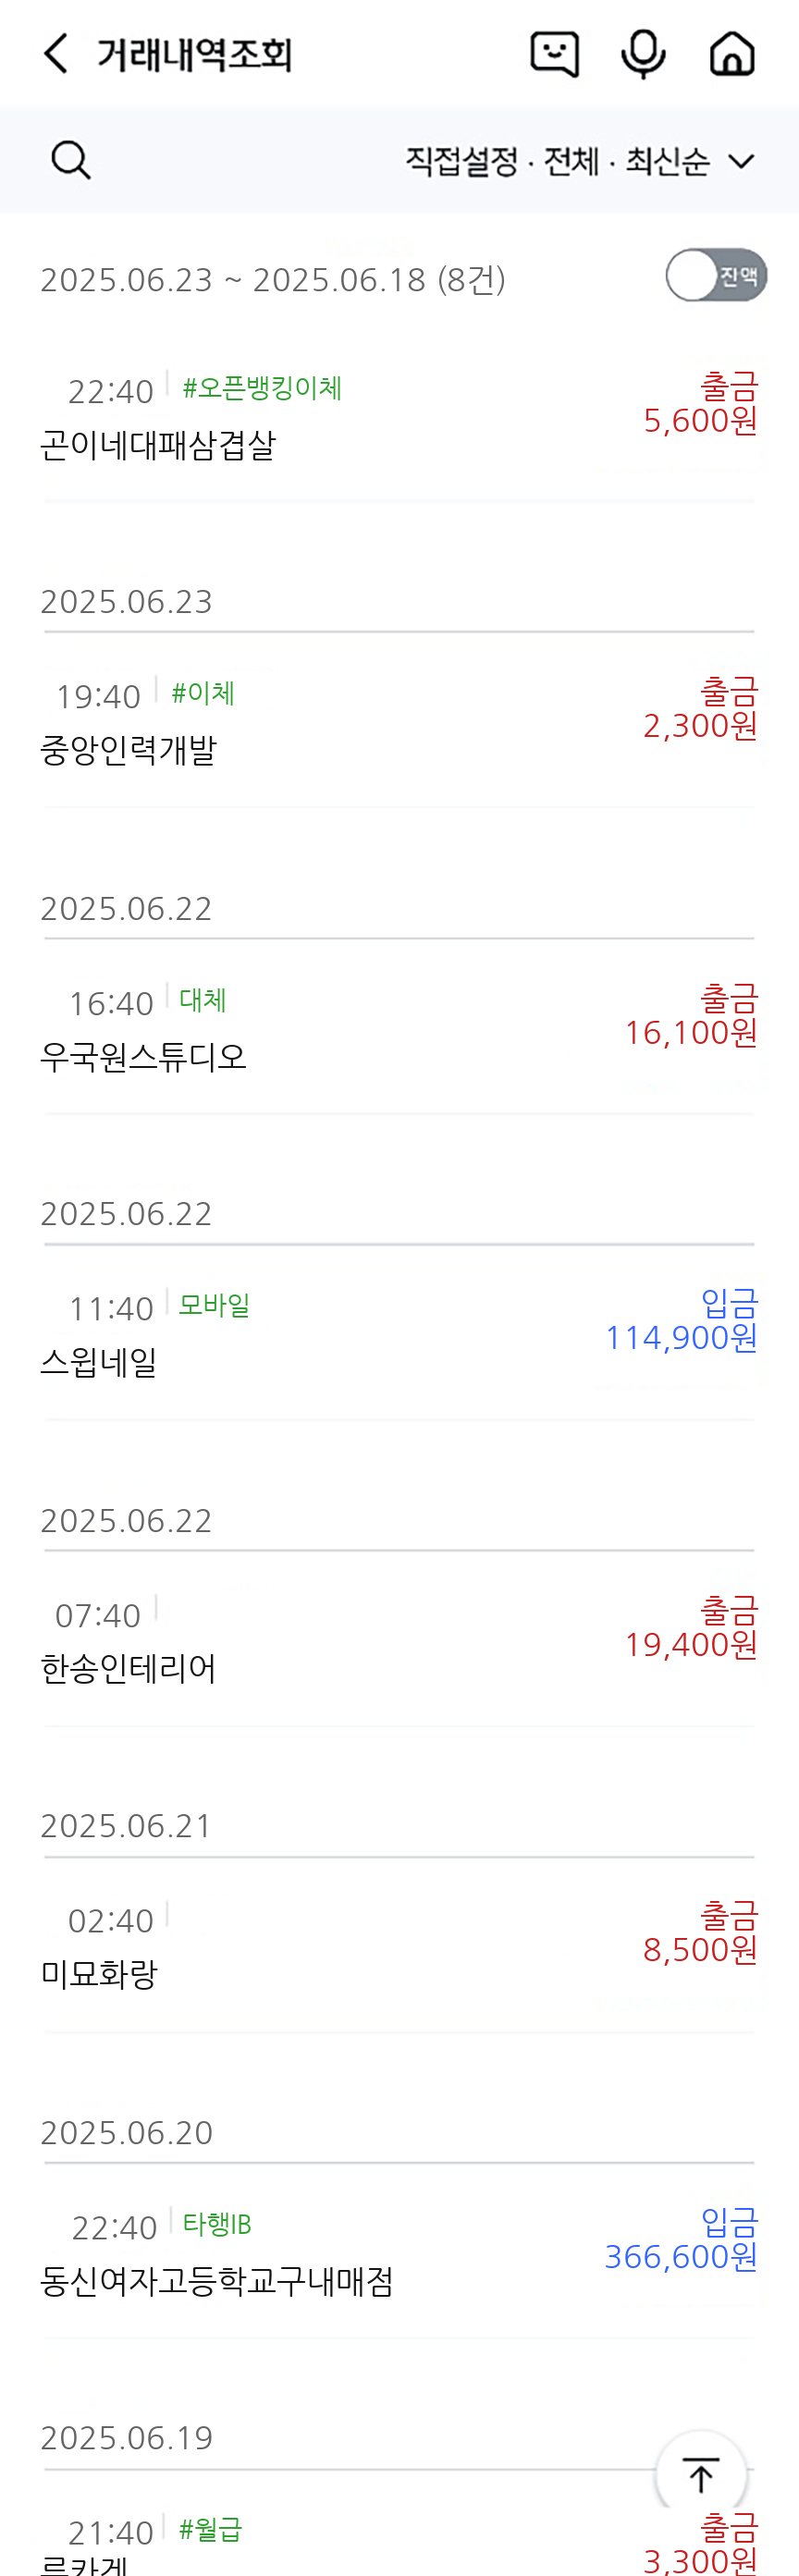 거래내역조회
직접설정 · 전체 · 최신순
2025.06.23 ~ 2025.06.18 (8건)
잔액
22:40 #오픈뱅킹이체
출금
곤이네대패삼겹살
5,600원
2025.06.23
19:40 #이체
출금
중앙인력개발
2,300원
2025.06.22
16:40 대체
출금
우국원스튜디오
16,100원
2025.06.22
11:40 모바일
입금
스윕네일
114,900원
2025.06.22
07:40
출금
한송인테리어
19,400원
2025.06.21
02:40
출금
미묘화랑
8,500원
2025.06.20
22:40 타행IB
입금
동신여자고등학교구내매점
366,600원
2025.06.19
21:40 #월급
출금
3,300원